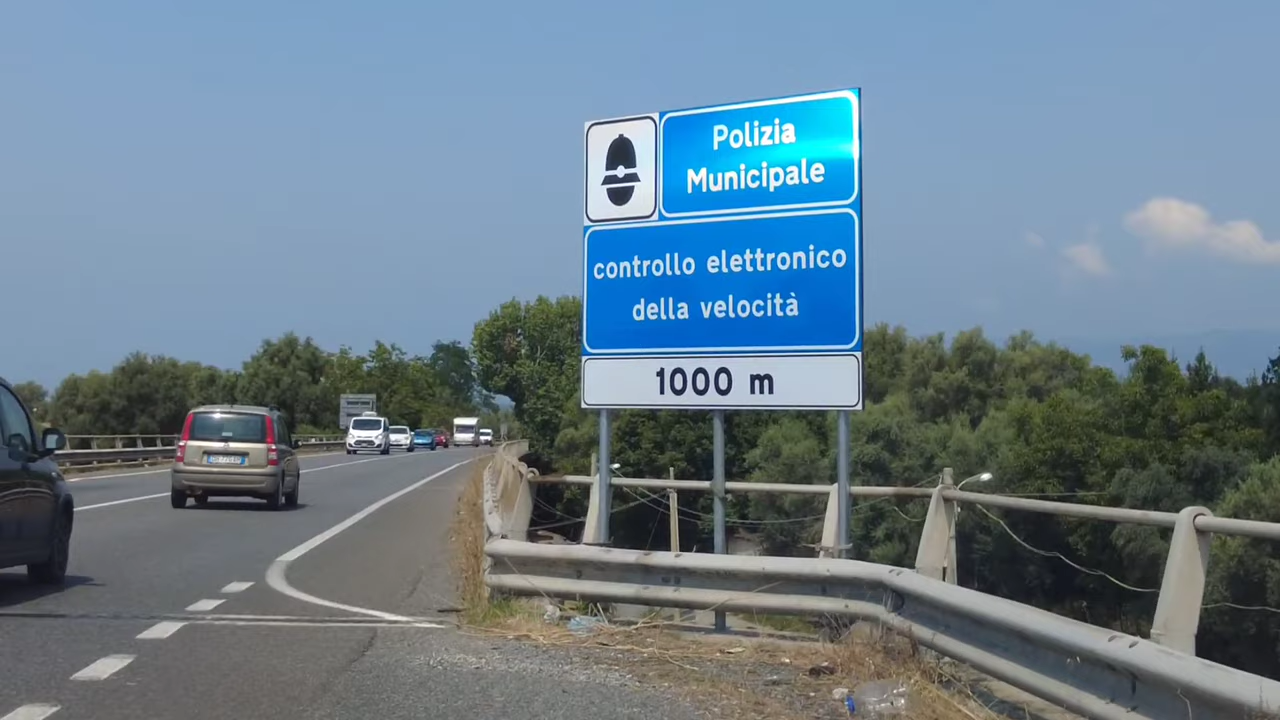 Polizia
Municipale
controllo elettronico
della velocità
1000 m